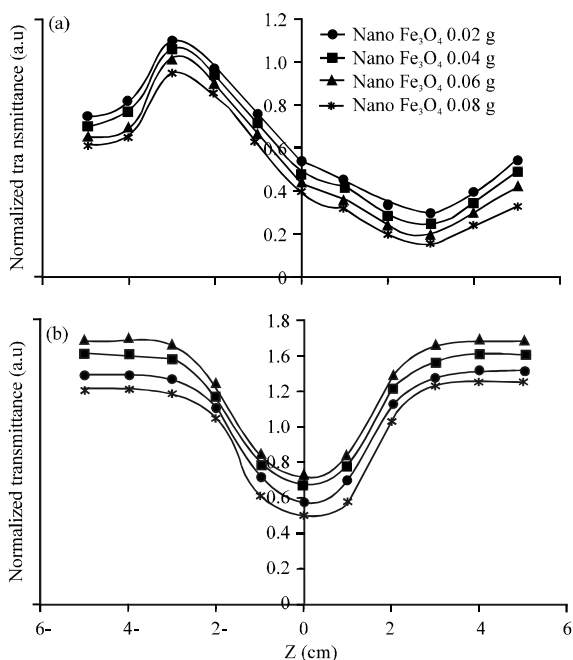 (a)
Normalized tra nsmittance (a.u)
1.2
1.0
0.8
0.6
0.4
0.2
0
Nano Fe₃O₄ 0.02 g
Nano Fe₃O₄ 0.04 g
Nano Fe₃O₄ 0.06 g
Nano Fe₃O₄ 0.08 g
(b)
Normalized transmittance (a.u)
1.8
1.6
1.2
1.0
0.8
0.6
0.4
0.2
0
6- 4- 2- 0 2 4 6
Z (cm)